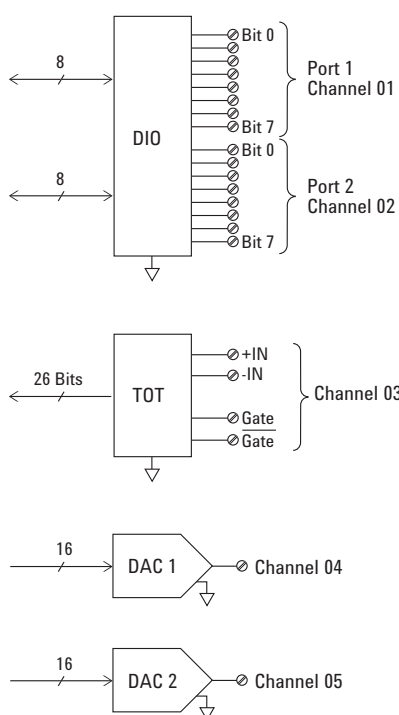 8
DIO
Bit 0
Bit 7
Port 1
Channel 01
8
Bit 0
Bit 7
Port 2
Channel 02
26 Bits
TOT
+IN
-IN
Gate
G̅a̅t̅e̅
Channel 03
16
DAC 1
Channel 04
16
DAC 2
Channel 05